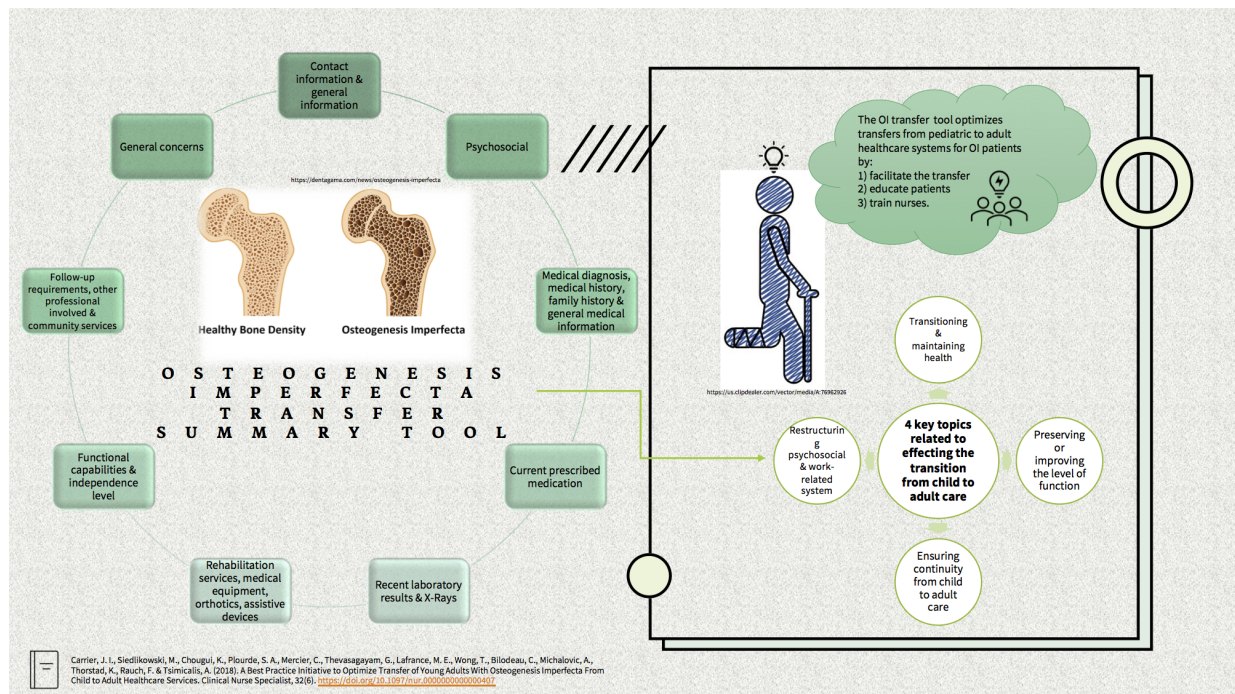 Contact
information &
general
information
General concerns
Psychosocial
https://dentagama.com/news/osteogenesis-imperfecta
Follow-up
requirements, other
professional
involved &
community services
Medical diagnosis,
medical history,
family history &
general medical
information
Healthy Bone Density
Osteogenesis Imperfecta
OSTEOGENESIS
IMPERFECTA
TRANSFER
SUMMARY TOOL
Functional
capabilities &
independence
level
Current prescribed
medication
Rehabilitation
services, medical
equipment,
orthotics, assistive
devices
Recent laboratory
results & X-Rays
The OI transfer tool optimizes
transfers from pediatric to adult
healthcare systems for OI patients
by:
1) facilitate the transfer
2) educate patients
3) train nurses.
https://us.clipdealer.com/vector/media/A:76962926
Transitioning
&
maintaining
health
Restructurin
g
psychosocial
& work-
related
system
4 key topics
related to
effecting the
transition
from child to
adult care
Preserving
or
improving
the level of
function
Ensuring
continuity
from child
to adult
care
Carrier, J. I., Siedlikowski, M., Chougui, K., Plourde, S. A., Mercier, C., Thevasagayam, G., Lafrance, M. E., Wong, T., Bilodeau, C., Michalovic, A.,
Thorstad, K., Rauch, F. & Tsimicalis, A. (2018). A Best Practice Initiative to Optimize Transfer of Young Adults With Osteogenesis Imperfecta From
Child to Adult Healthcare Services. Clinical Nurse Specialist, 32(6). https://doi.org/10.1097/nur.0000000000000407